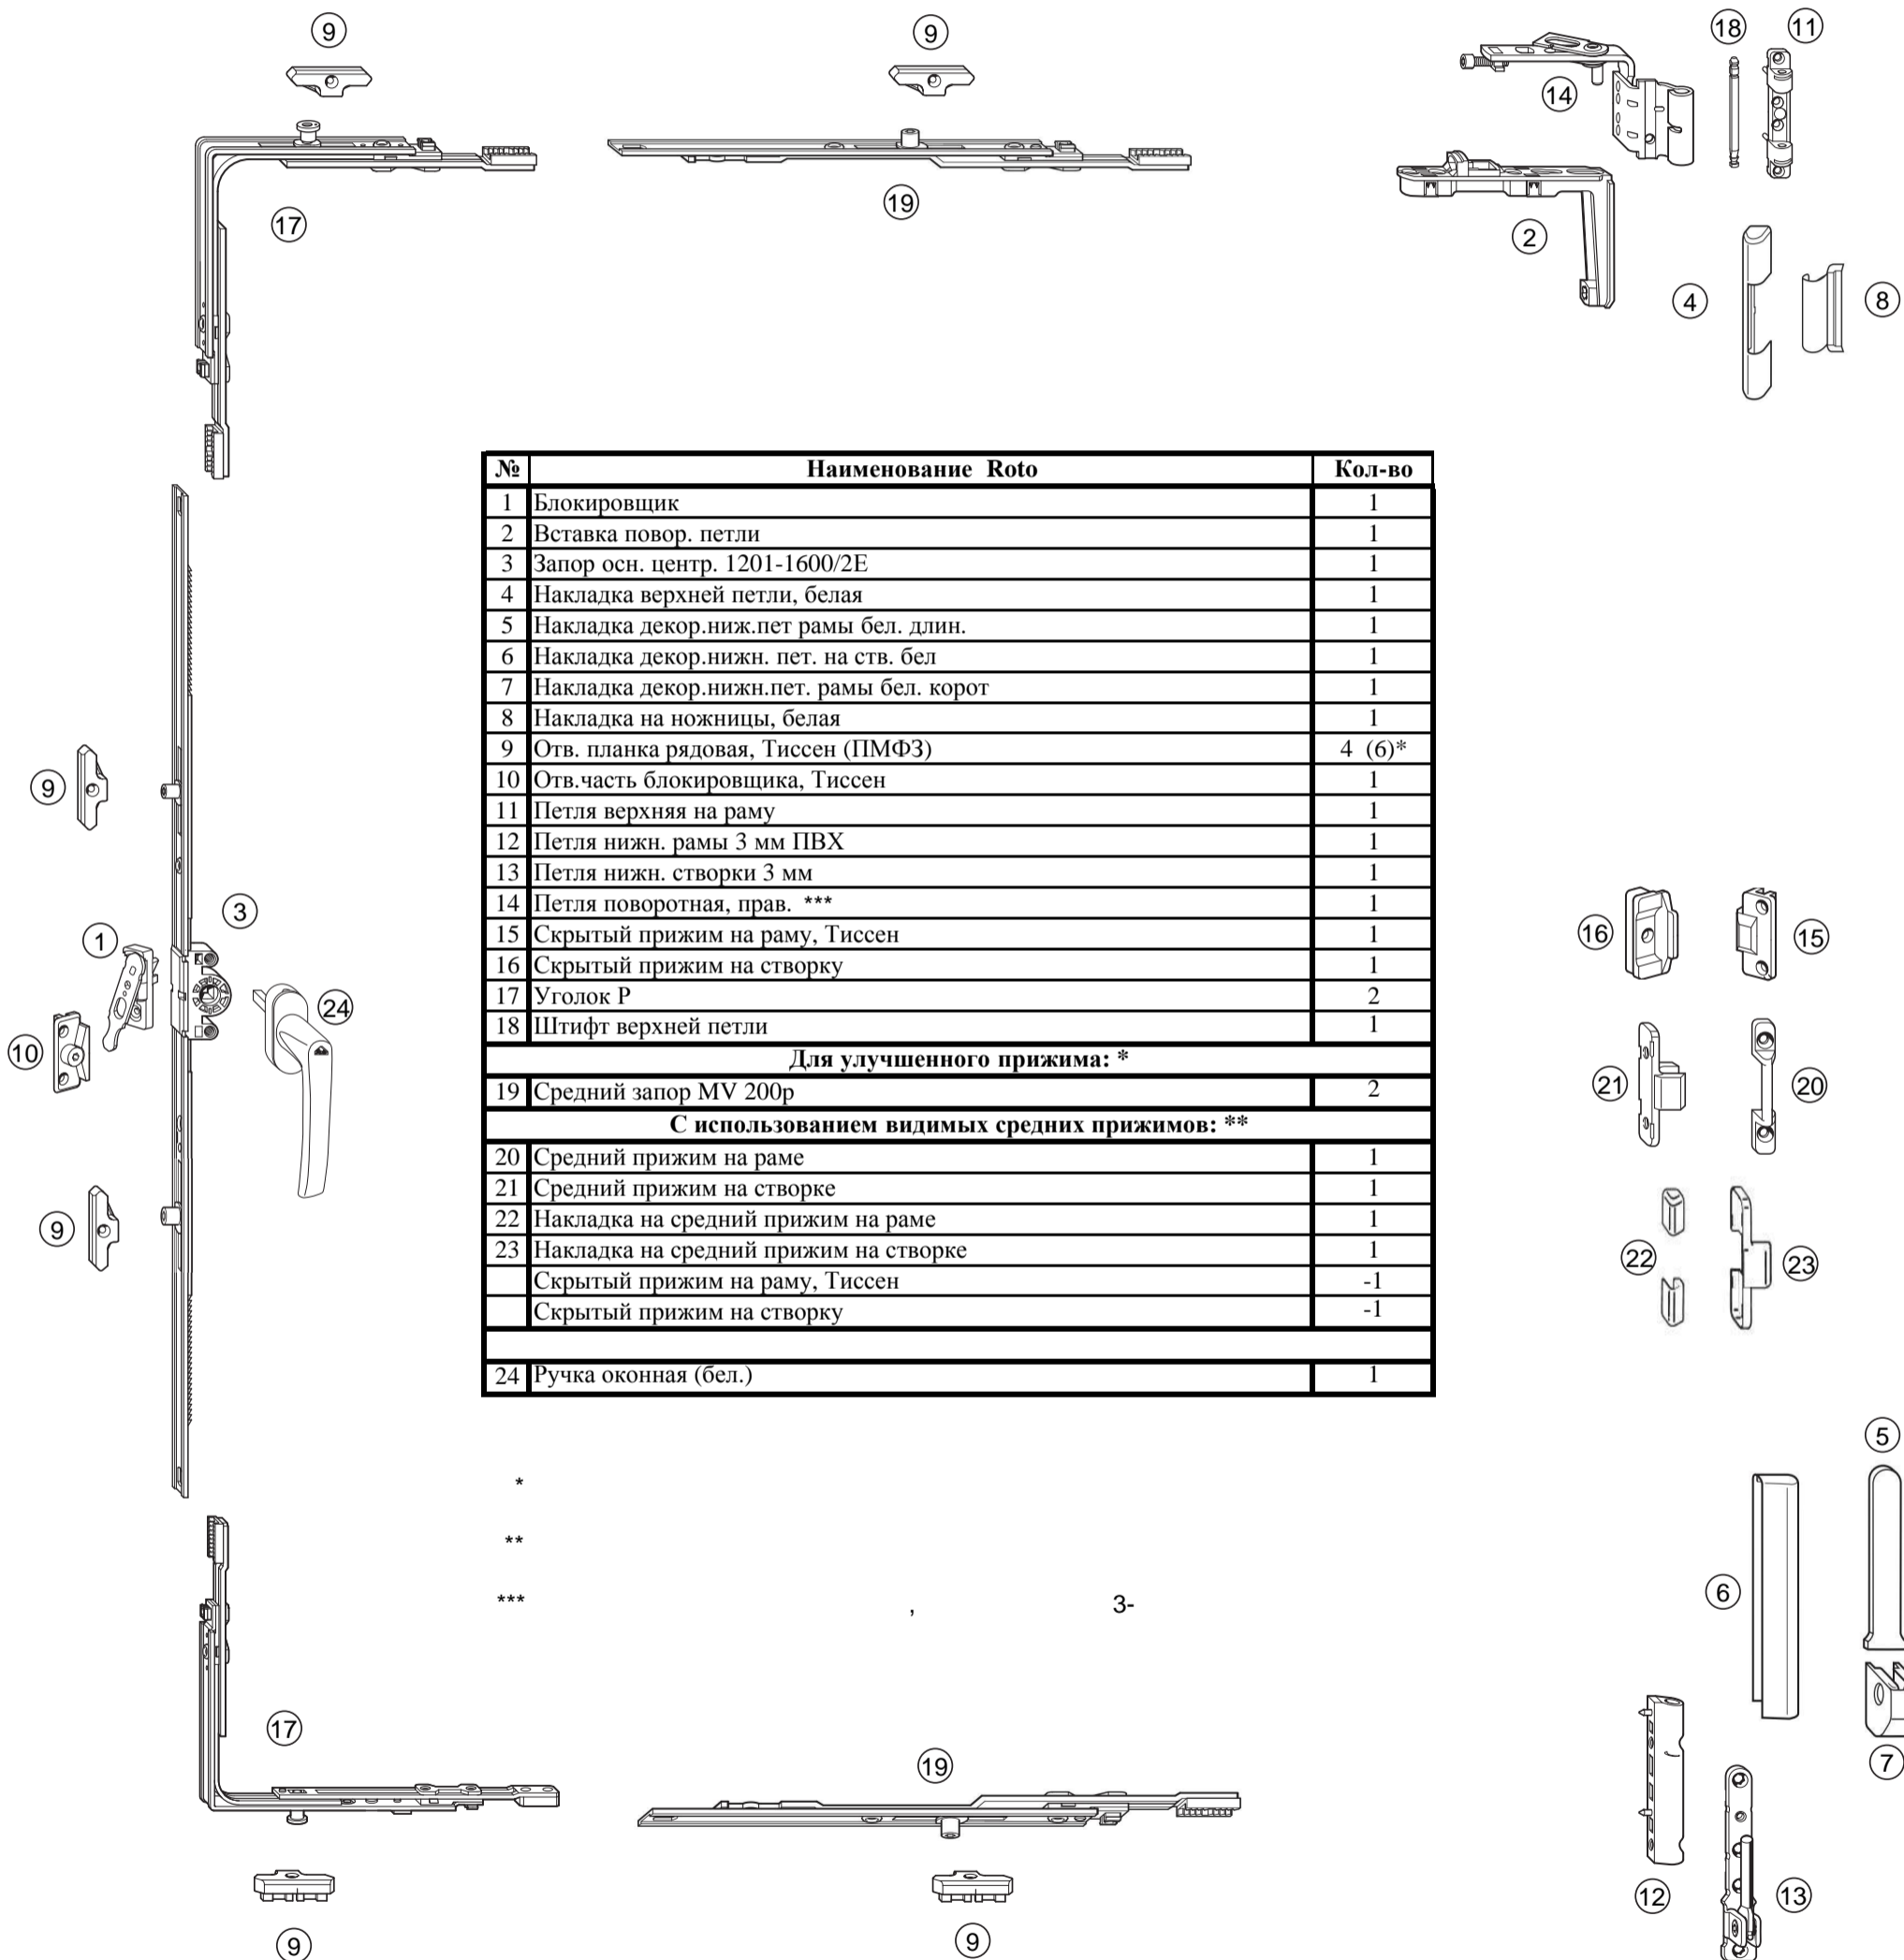 9
9
18
11
14
17
19
2
4
8
№ Наименование Roto Кол-во
1 Блокировщик 1
2 Вставка повор. петли 1
3 Запор осн. центр. 1201-1600/2E 1
4 Накладка верхней петли, белая 1
5 Накладка декор.ниж.пет рамы бел. длин. 1
6 Накладка декор.нижн. пет. на ств. бел 1
7 Накладка декор.нижн.пет. рамы бел. корот 1
8 Накладка на ножницы, белая 1
9 Отв. планка рядовая, Тиссен (ПМФЗ) 4 (6)*
10 Отв.часть блокировщика, Тиссен 1
11 Петля верхняя на раму 1
12 Петля нижн. рамы 3 мм ПВХ 1
13 Петля нижн. створки 3 мм 1
14 Петля поворотная, прав. *** 1
15 Скрытый прижим на раму, Тиссен 1
16 Скрытый прижим на створку 1
17 Уголок Р 2
18 Штифт верхней петли 1
Для улучшенного прижима: *
19 Средний запор MV 200р 2
С использованием видимых средних прижимов: **
20 Средний прижим на раме 1
21 Средний прижим на створке 1
22 Накладка на средний прижим на раме 1
23 Накладка на средний прижим на створке 1
Скрытый прижим на раму, Тиссен -1
Скрытый прижим на створку -1
24 Ручка оконная (бел.) 1
9
3
1
24
10
9
16
15
21
20
22
23
*
**
*** , 3-
5
6
7
17
19
12
13
9
9